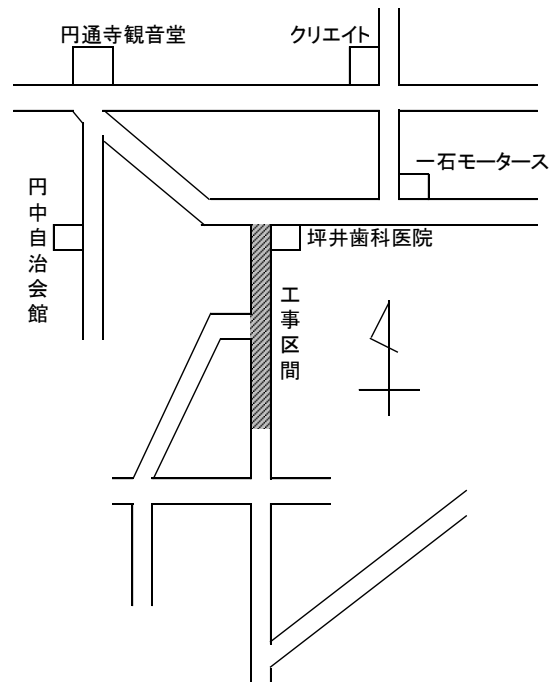 円通寺観音堂
クリエイト
一石モータース
円中自治会館
坪井歯科医院
工事区間